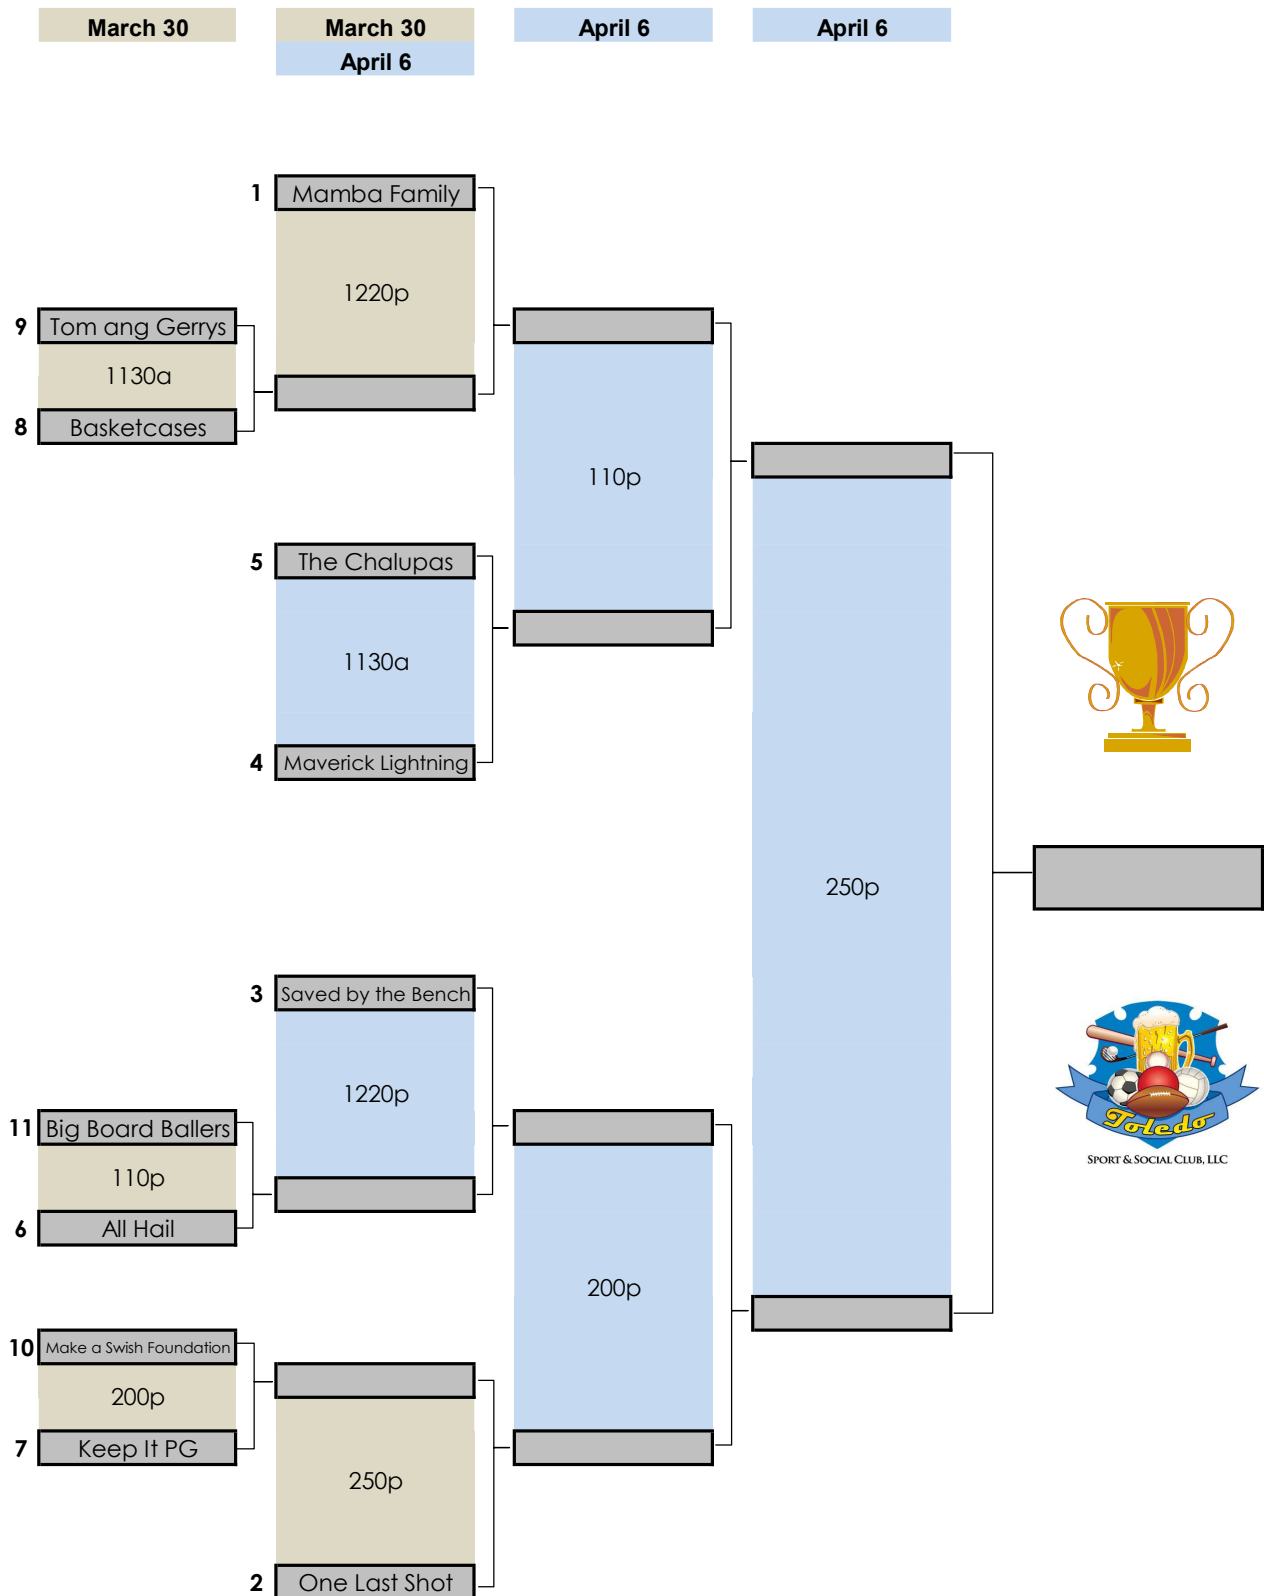 March 30 March 30 April 6 April 6
April 6
1 Mamba Family
1220p
9 Tom ang Gerrys
1130a
8 Basketcases
110p
5 The Chalupas
1130a
4 Maverick Lightning
250p
3 Saved by the Bench
1220p
11 Big Board Ballers
110p
6 All Hail
200p
10 Make a Swish Foundation
200p
7 Keep It PG
250p
2 One Last Shot
Toledo
SPORT & SOCIAL CLUB, LLC